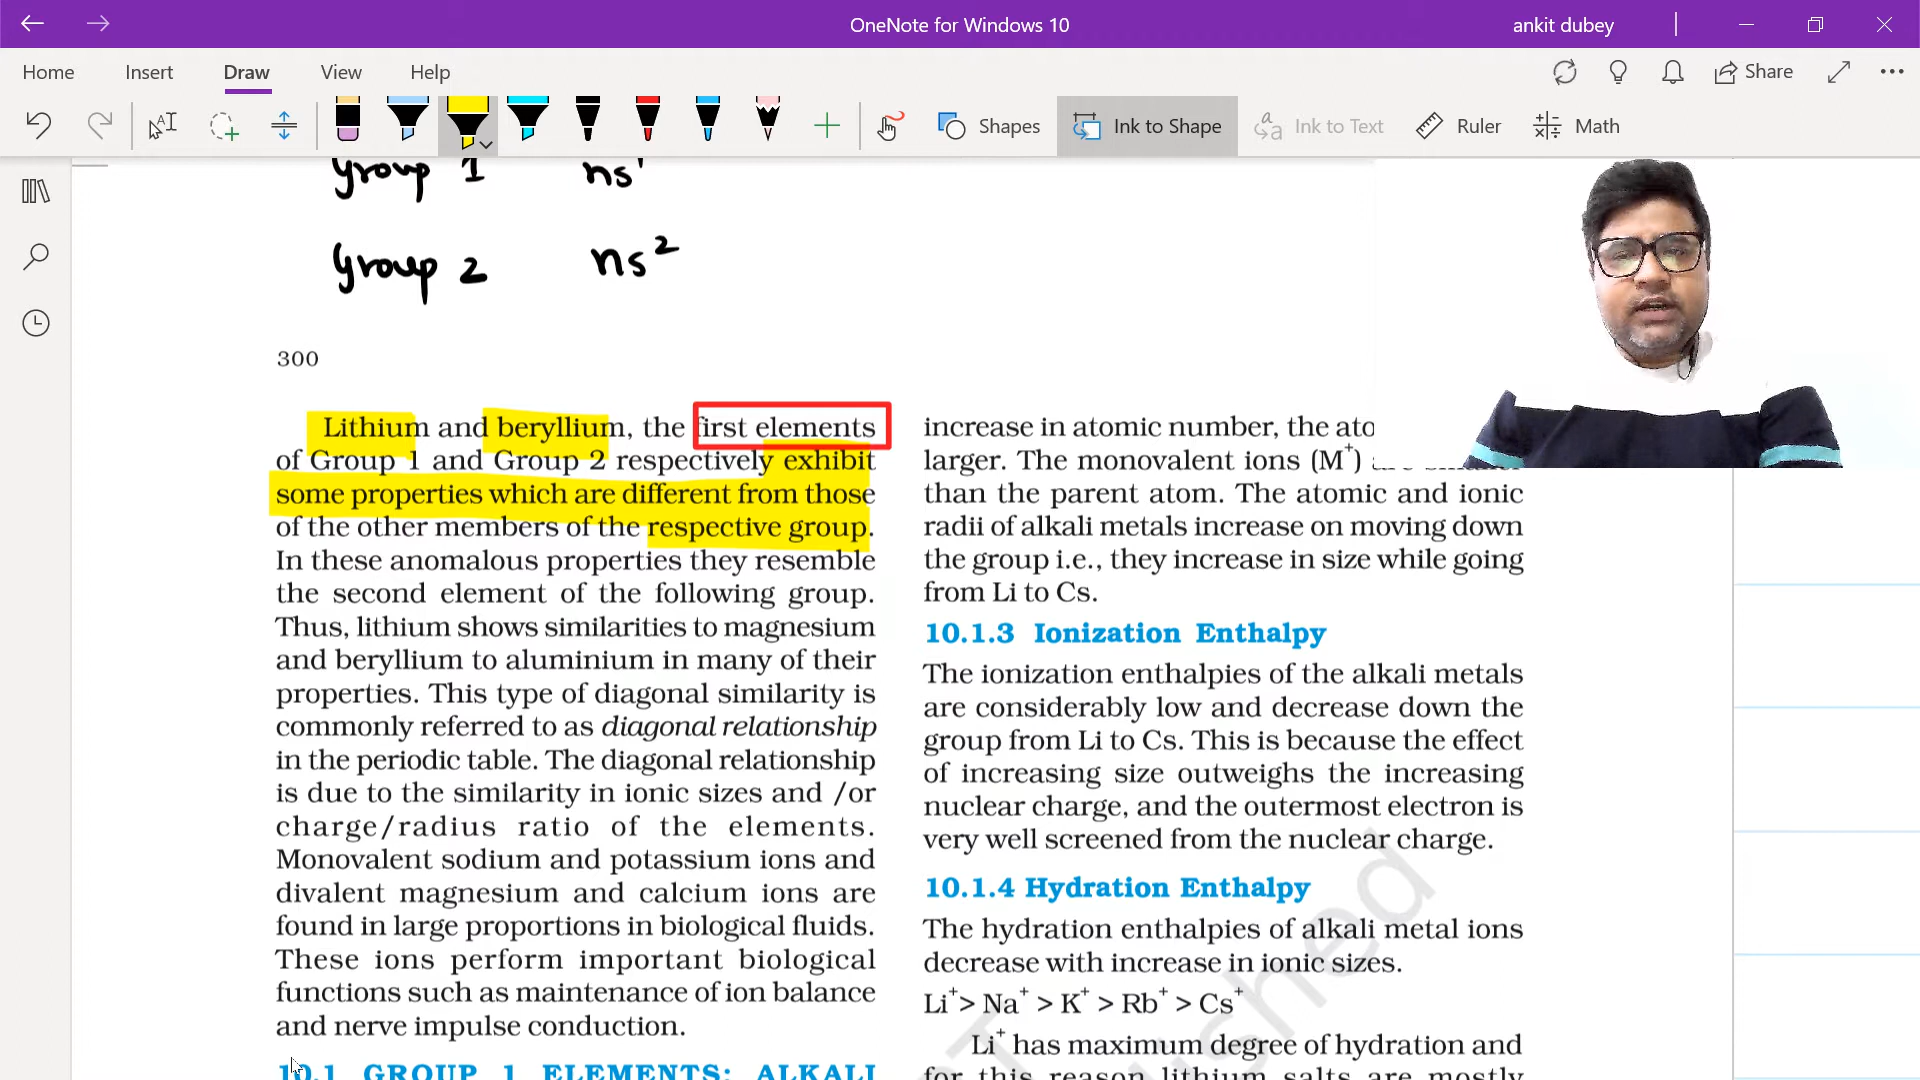 OneNote for Windows 10
ankit dubey
Home Insert Draw View Help
Share
Shapes Ink to Shape Ink to Text Ruler Math
Group 1 ns¹
Group 2 ns²
300
Lithium and beryllium, the first elements
of Group 1 and Group 2 respectively exhibit
some properties which are different from those
of the other members of the respective group.
In these anomalous properties they resemble
the second element of the following group.
Thus, lithium shows similarities to magnesium
and beryllium to aluminium in many of their
properties. This type of diagonal similarity is
commonly referred to as diagonal relationship
in the periodic table. The diagonal relationship
is due to the similarity in ionic sizes and /or
charge/radius ratio of the elements.
Monovalent sodium and potassium ions and
divalent magnesium and calcium ions are
found in large proportions in biological fluids.
These ions perform important biological
functions such as maintenance of ion balance
and nerve impulse conduction.
10.1 GROUP 1 ELEMENTS: ALKALI
increase in atomic number, the ato
larger. The monovalent ions (M⁺)
than the parent atom. The atomic and ionic
radii of alkali metals increase on moving down
the group i.e., they increase in size while going
from Li to Cs.
10.1.3 Ionization Enthalpy
The ionization enthalpies of the alkali metals
are considerably low and decrease down the
group from Li to Cs. This is because the effect
of increasing size outweighs the increasing
nuclear charge, and the outermost electron is
very well screened from the nuclear charge.
10.1.4 Hydration Enthalpy
The hydration enthalpies of alkali metal ions
decrease with increase in ionic sizes.
Li⁺> Na⁺ > K⁺ > Rb⁺ > Cs⁺
Li⁺ has maximum degree of hydration and
for this reason lithium salts are mostly